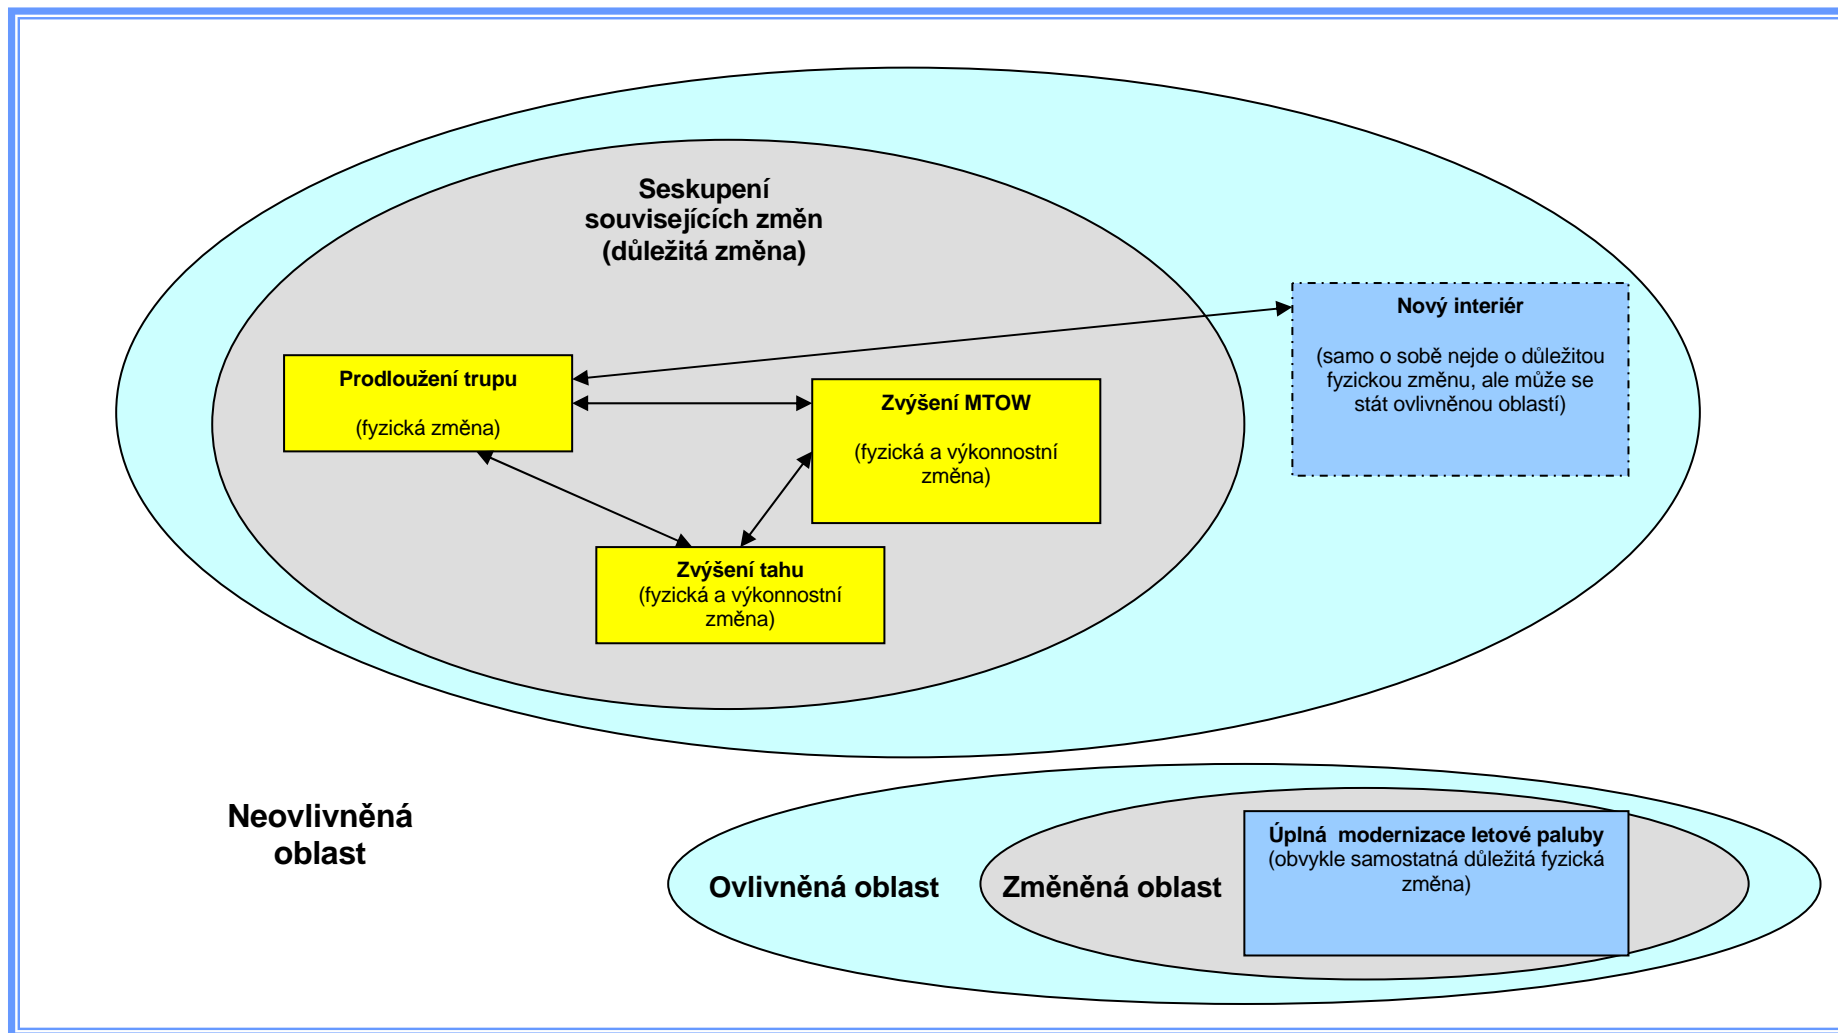 Seskupení
souvisejících změn
(důležitá změna)
Nový interiér
(samo o sobě nejde o důležitou
fyzickou změnu, ale může se
stát ovlivněnou oblastí)
Prodloužení trupu
(fyzická změna)
Zvýšení MTOW
(fyzická a výkonnostní
změna)
Zvýšení tahu
(fyzická a výkonnostní
změna)
Neovlivněná
oblast
Ovlivněná oblast
Změněná oblast
Úplná modernizace letové paluby
(obvykle samostatná důležitá fyzická
změna)